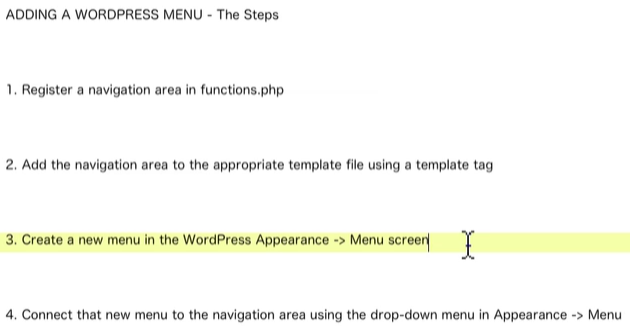 ADDING A WORDPRESS MENU - The Steps
1. Register a navigation area in functions.php
2. Add the navigation area to the appropriate template file using a template tag
3. Create a new menu in the WordPress Appearance -> Menu screen
4. Connect that new menu to the navigation area using the drop-down menu in Appearance -> Menu